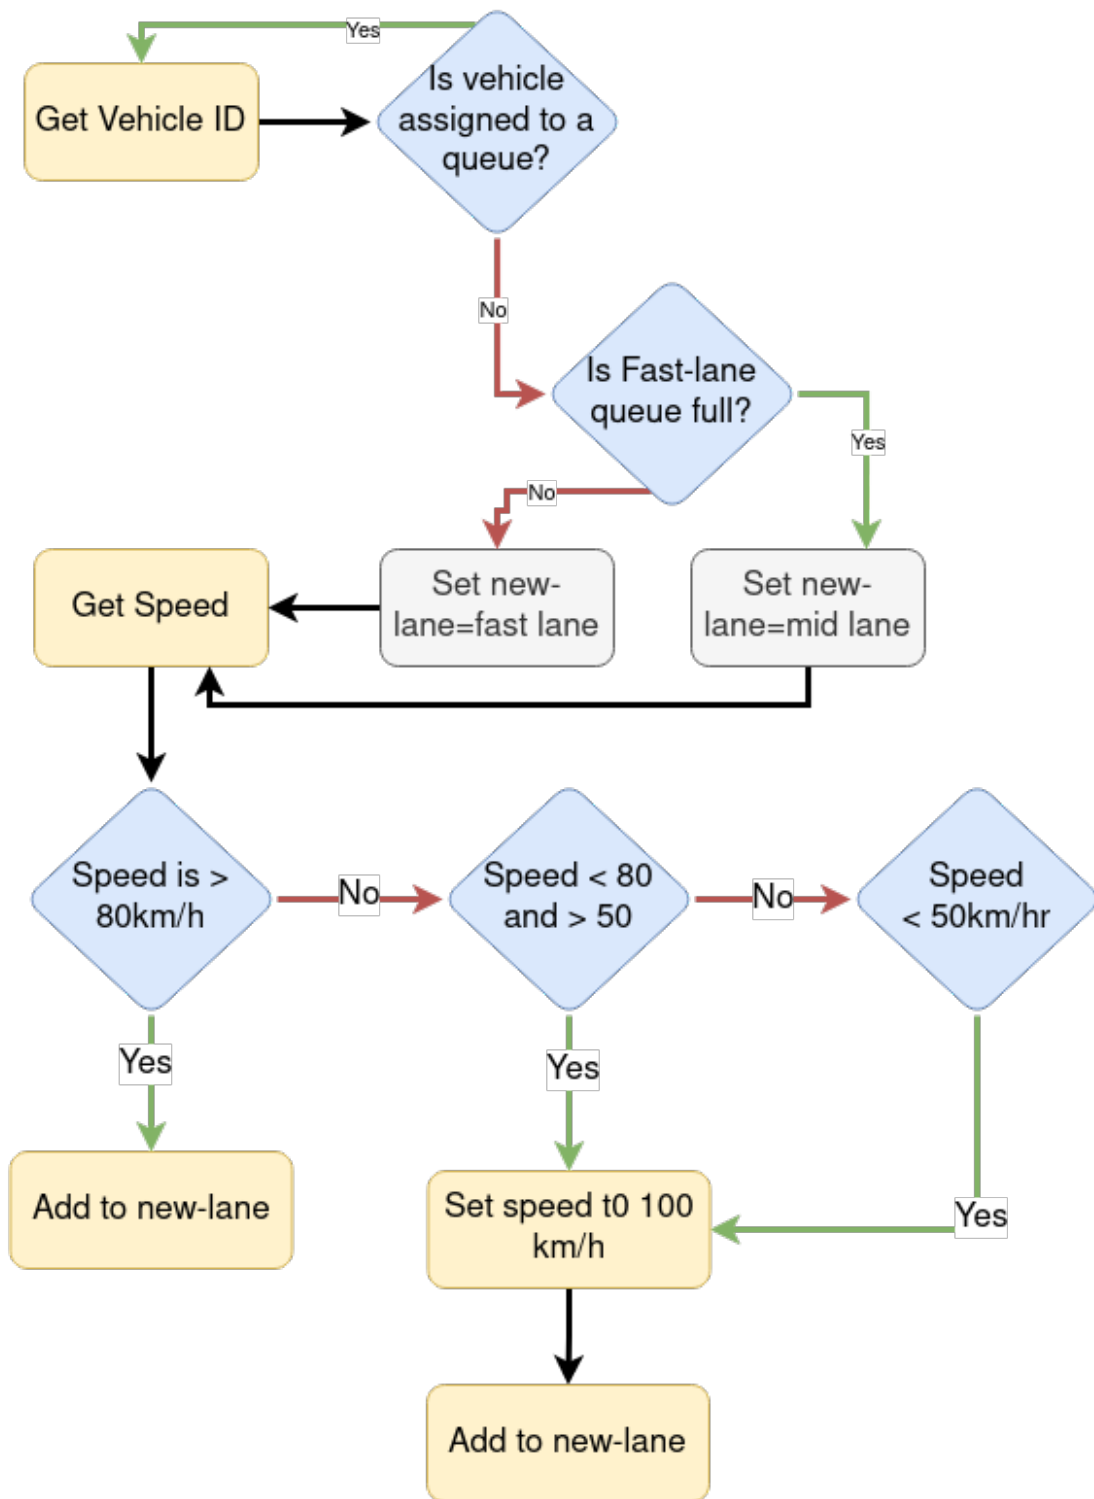 Yes
Is vehicle
assigned to a
queue?
Get Vehicle ID
No
Is Fast-lane
queue full?
Yes
No
Set new-
lane=fast lane
Set new-
lane=mid lane
Get Speed
Speed is >
80km/h
No
Speed < 80
and > 50
No
Speed
< 50km/hr
Yes
Yes
Yes
Add to new-lane
Set speed t0 100
km/h
Add to new-lane